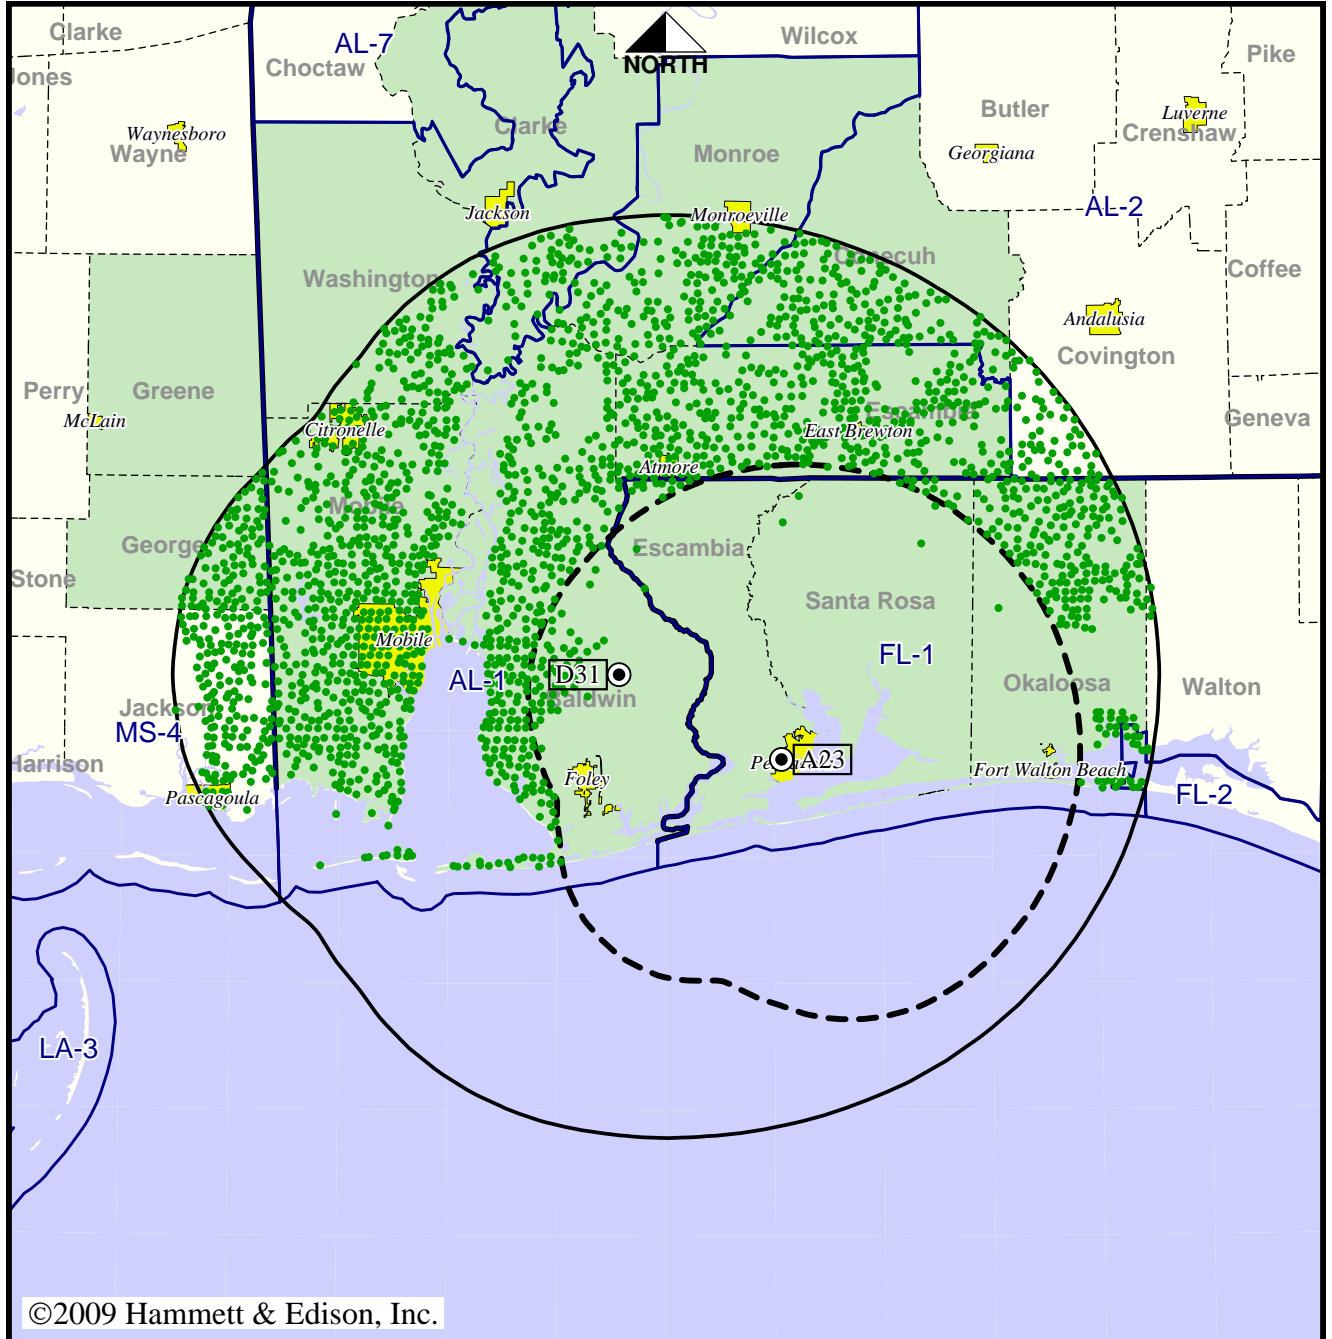 Clarke
AL-7
Wilcox
NORTH
Choctaw
Jones
Pike
Butler
Luverne
Crenshaw
Waynesboro
Wayne
Clarke
Monroe
Georgiana
AL-2
Jackson
Monroeville
Conecuh
Washington
Coffee
Andalusia
Covington
Perry
Greene
McLain
Escambia
Geneva
Citronelle
East Brewton
Atmore
Mobile
George
Escambia
Stone
Santa Rosa
Mobile
FL-1
D31
AL-1
Okaloosa
Walton
Baldwin
Jackson
MS-4
Harrison
A23
Foley
Fort Walton Beach
Pascagoula
FL-2
LA-3
©2009 Hammett & Edison, Inc.